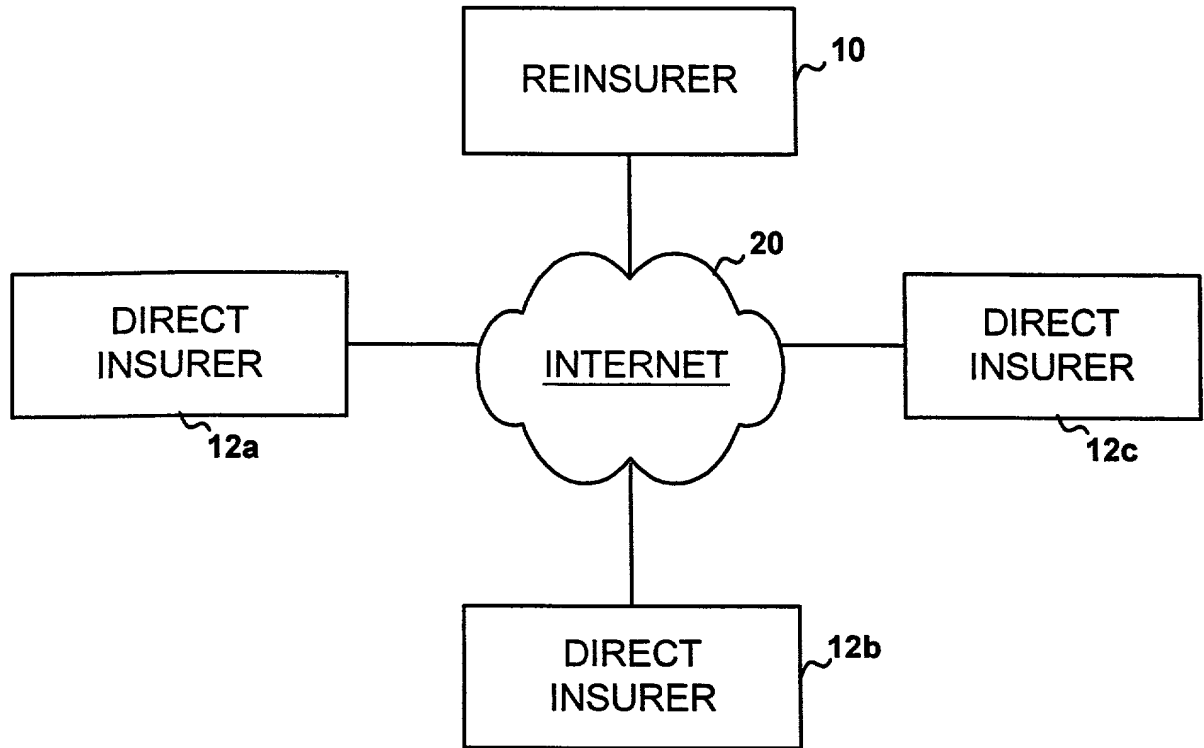 REINSURER
10
20
DIRECT
INSURER
12a
INTERNET
DIRECT
INSURER
12c
DIRECT
INSURER
12b